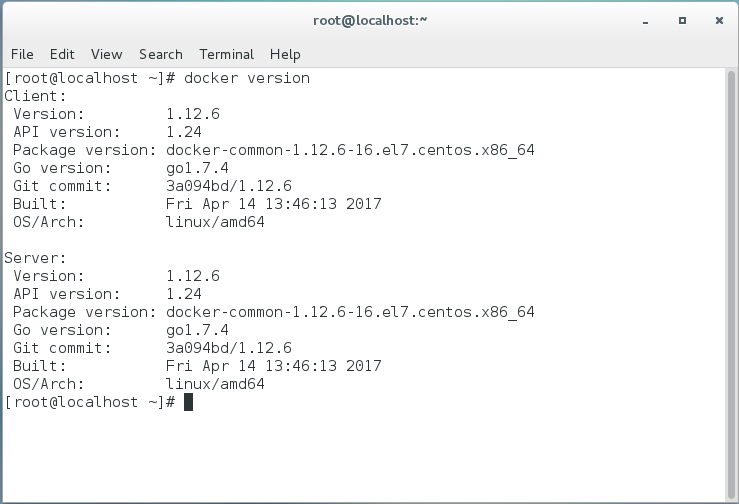 root@localhost:~
File Edit View Search Terminal Help
[root@localhost ~]# docker version
Client:
 Version:         1.12.6
 API version:     1.24
 Package version: docker-common-1.12.6-16.el7.centos.x86_64
 Go version:      go1.7.4
 Git commit:      3a094bd/1.12.6
 Built:           Fri Apr 14 13:46:13 2017
 OS/Arch:         linux/amd64

Server:
 Version:         1.12.6
 API version:     1.24
 Package version: docker-common-1.12.6-16.el7.centos.x86_64
 Go version:      go1.7.4
 Git commit:      3a094bd/1.12.6
 Built:           Fri Apr 14 13:46:13 2017
 OS/Arch:         linux/amd64
[root@localhost ~]#